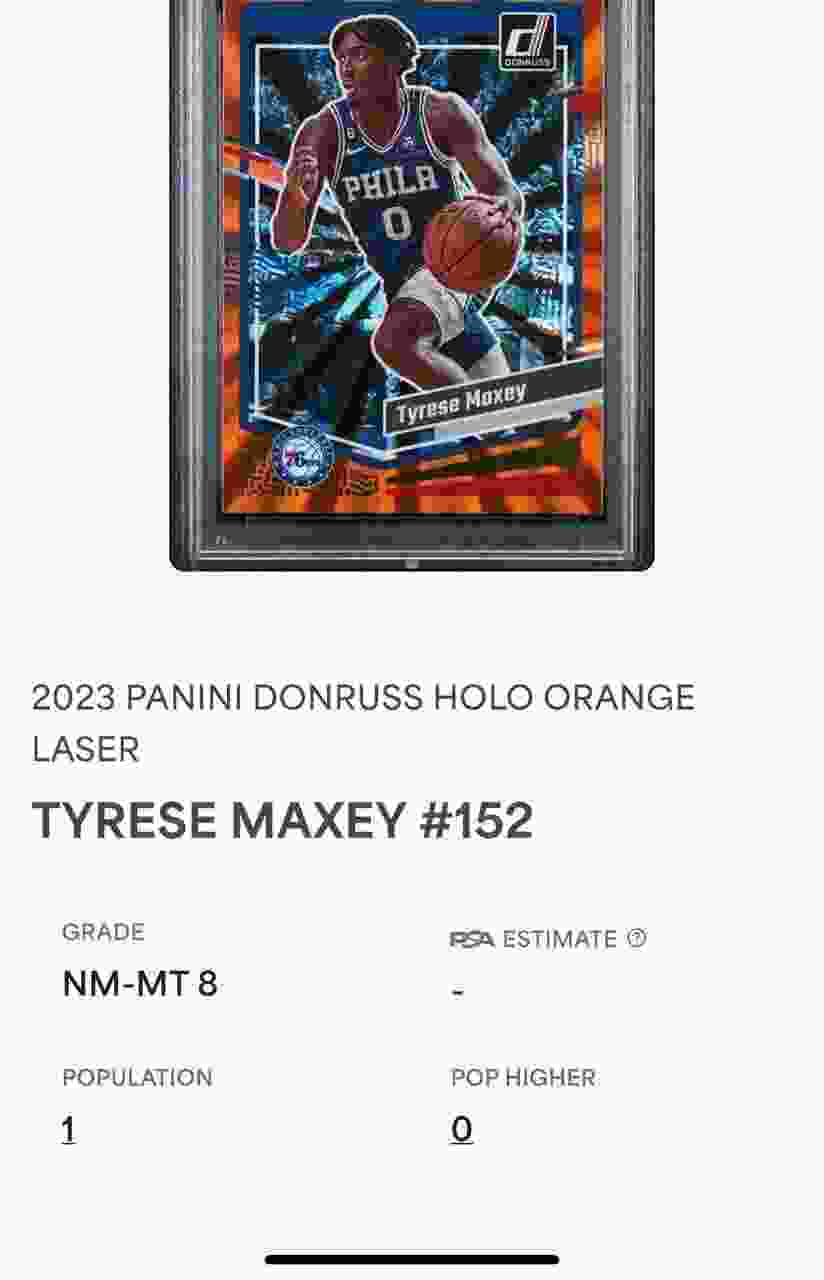 DONRUSS
PHILA
0
Tyrese Maxey
76ers
2023 PANINI DONRUSS HOLO ORANGE
LASER
TYRESE MAXEY #152
GRADE
NM-MT 8
PSA ESTIMATE ?
-
POPULATION
1
POP HIGHER
0